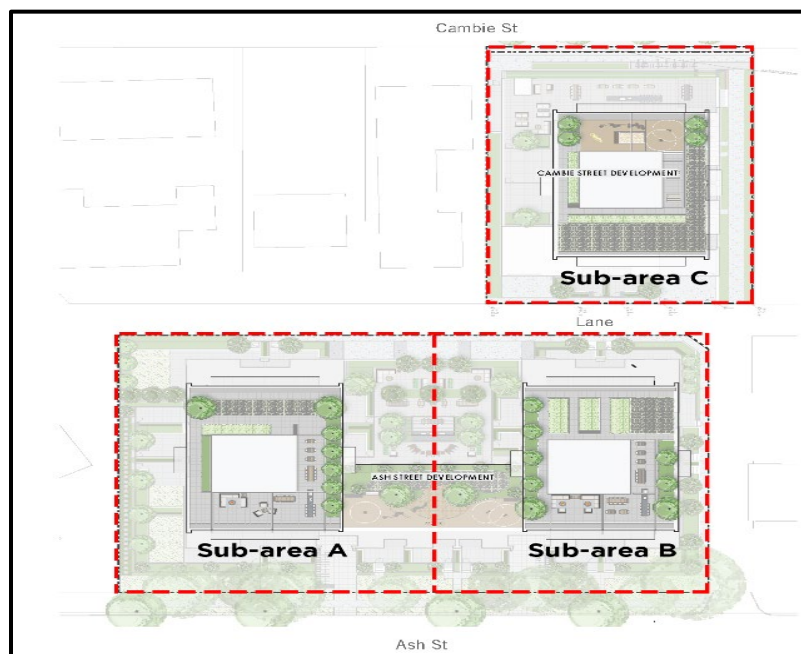 Cambie St
CAMBIE STREET DEVELOPMENT
Sub-area C
Lane
ASH STREET DEVELOPMENT
Sub-area A
Sub-area B
Ash St